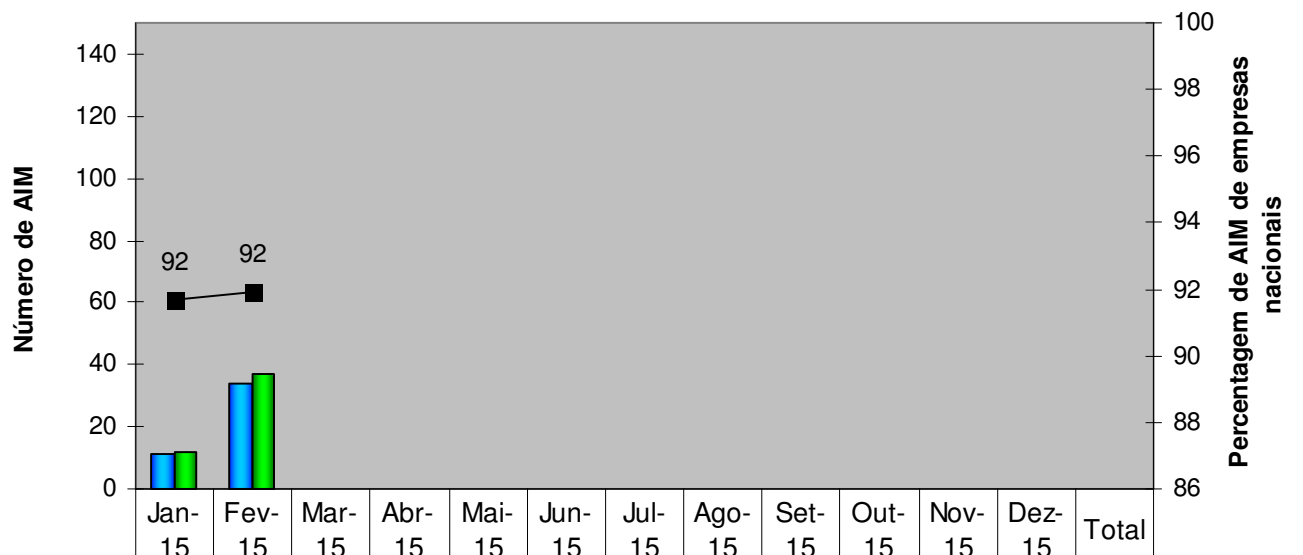 Número de AIM
140
120
100
80
60
40
20
0
92
92
100
98
96
94
92
90
88
86
Percentagem de AIM de empresas
nacionais
Jan-
15
Fev-
15
Mar-
15
Abr-
15
Mai-
15
Jun-
15
Jul-
15
Ago-
15
Set-
15
Out-
15
Nov-
15
Dez-
15
Total